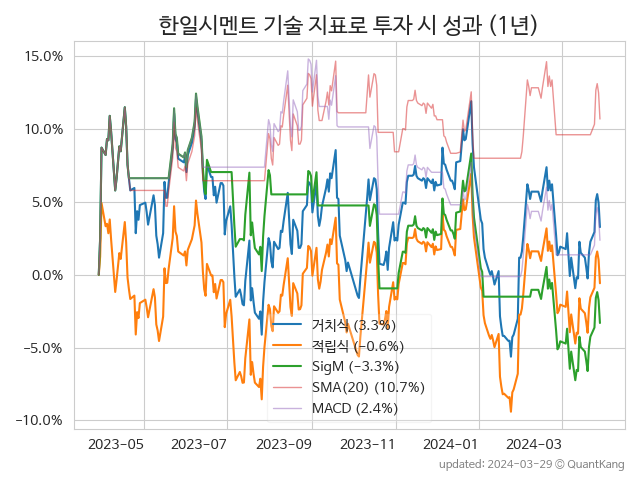 한일시멘트 기술 지표로 투자 시 성과 (1년)
15.0%
10.0%
5.0%
0.0%
−5.0%
−10.0%
거치식 (3.3%)
적립식 (−0.6%)
SigM (−3.3%)
SMA(20) (10.7%)
MACD (2.4%)
2023−05 2023−07 2023−09 2023−11 2024−01 2024−03
updated: 2024−03−29 © QuantKang